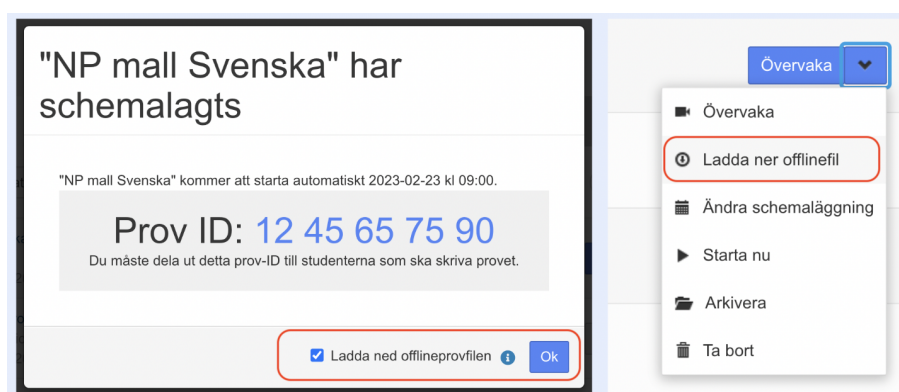 "NP mall Svenska" har
schemalagts
"NP mall Svenska" kommer att starta automatiskt 2023-02-23 kl 09:00.
Prov ID: 12 45 65 75 90
Du måste dela ut detta prov-ID till studenterna som ska skriva provet.
Ladda ned offlineprovfilen
Ok
Övervaka
Övervaka
Ladda ner offlinefil
Ändra schemaläggning
Starta nu
Arkivera
Ta bort